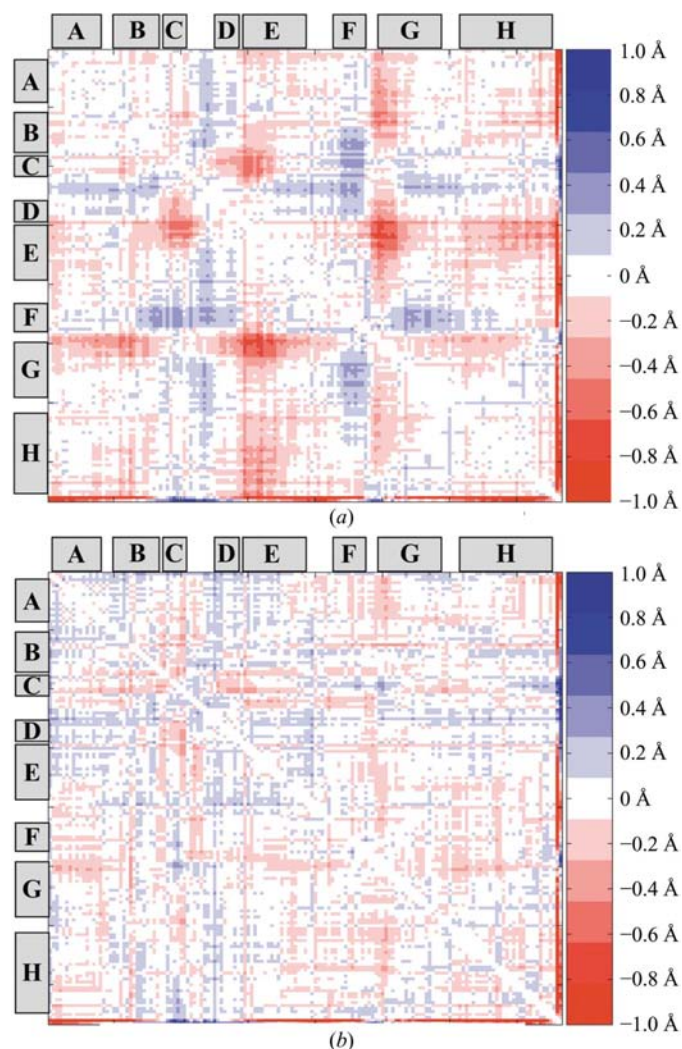 A B C D E F G H
1.0 Å
A
0.8 Å
B
0.6 Å
C
0.4 Å
D
0.2 Å
E
0 Å
F
−0.2 Å
G
−0.4 Å
H
−0.6 Å
−0.8 Å
−1.0 Å
(a)
A B C D E F G H
1.0 Å
A
0.8 Å
B
0.6 Å
C
0.4 Å
D
0.2 Å
E
0 Å
F
−0.2 Å
G
−0.4 Å
H
−0.6 Å
−0.8 Å
−1.0 Å
(b)